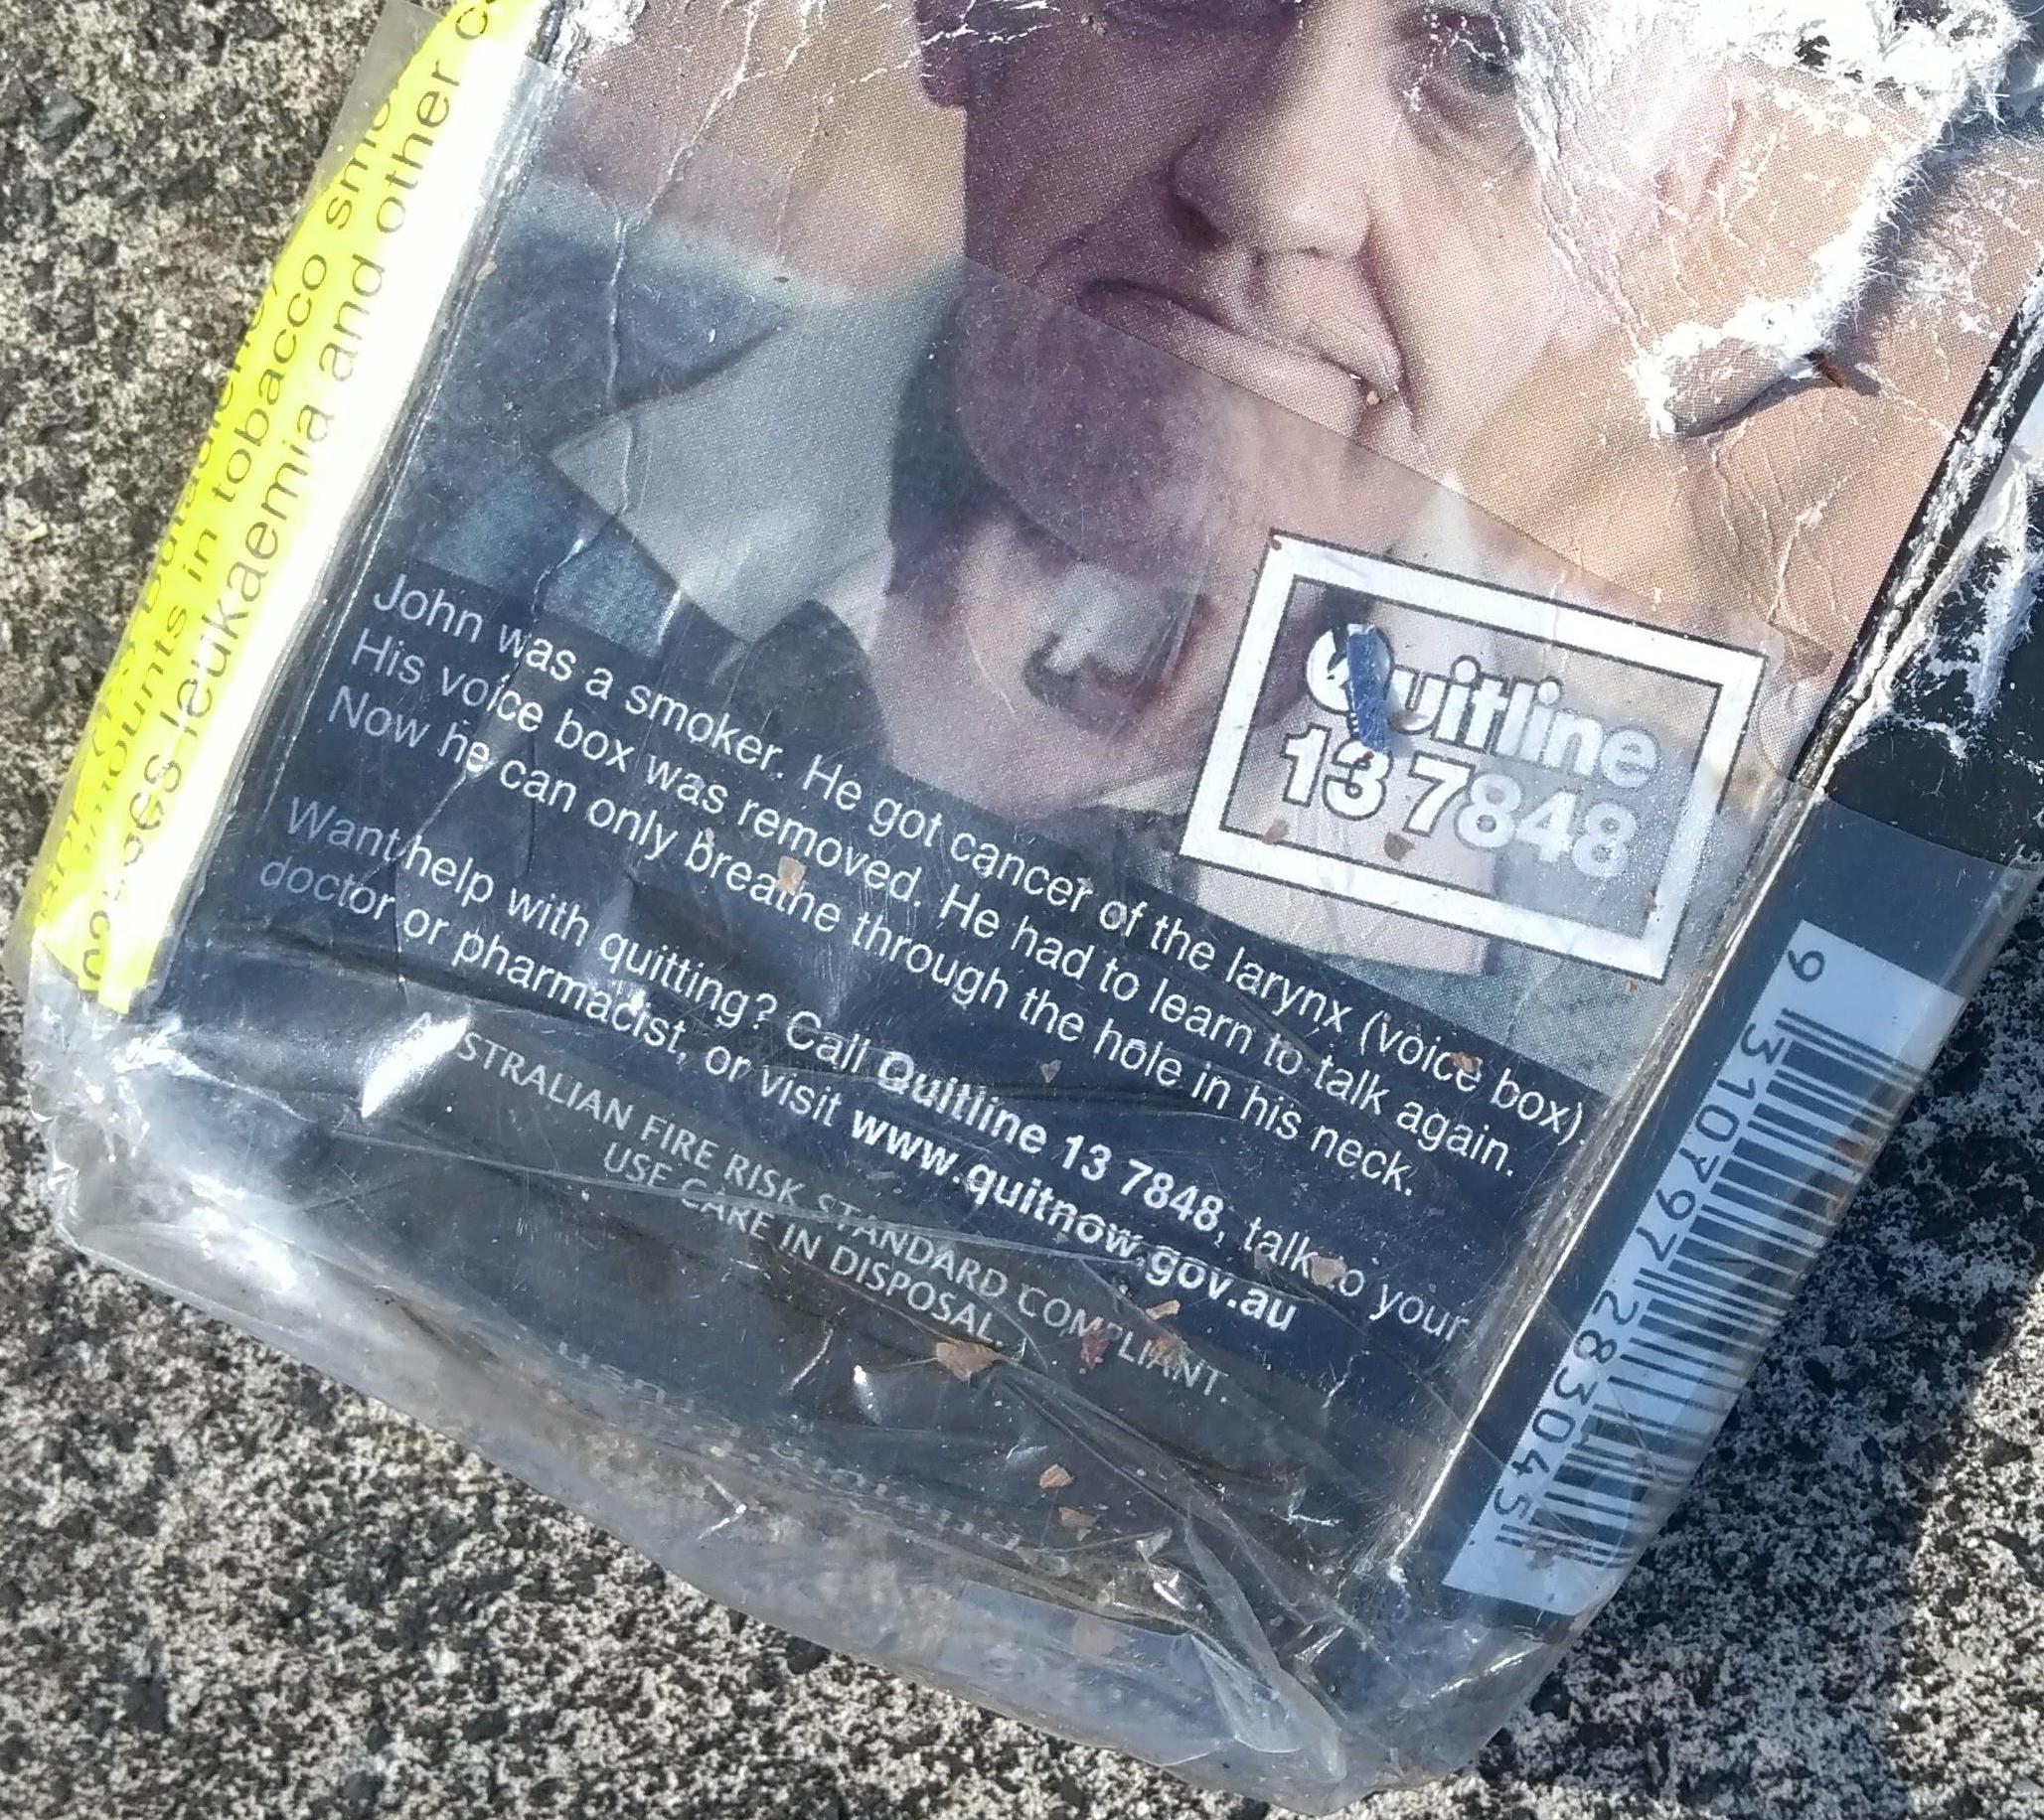 tobacco smo
amounts in
causes leukaemia and other c
Quitline
13 7848
John was a smoker. He got cancer of the larynx (voice box).
His voice box was removed. He had to learn to talk again.
Now he can only breathe through the hole in his neck.
Want help with quitting? Call Quitline 13 7848, talk to your
doctor or pharmacist, or visit www.quitnow.gov.au
AUSTRALIAN FIRE RISK STANDARD COMPLIANT.
USE CARE IN DISPOSAL.
9 310797 283045